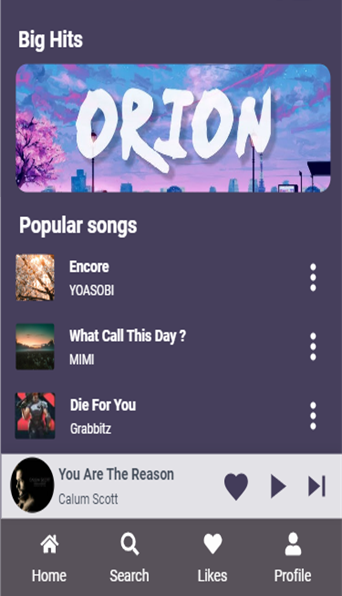 Big Hits
ORION
Popular songs
Encore
YOASOBI
What Call This Day ?
MIMI
Die For You
Grabbitz
You Are The Reason
Calum Scott
Home
Search
Likes
Profile